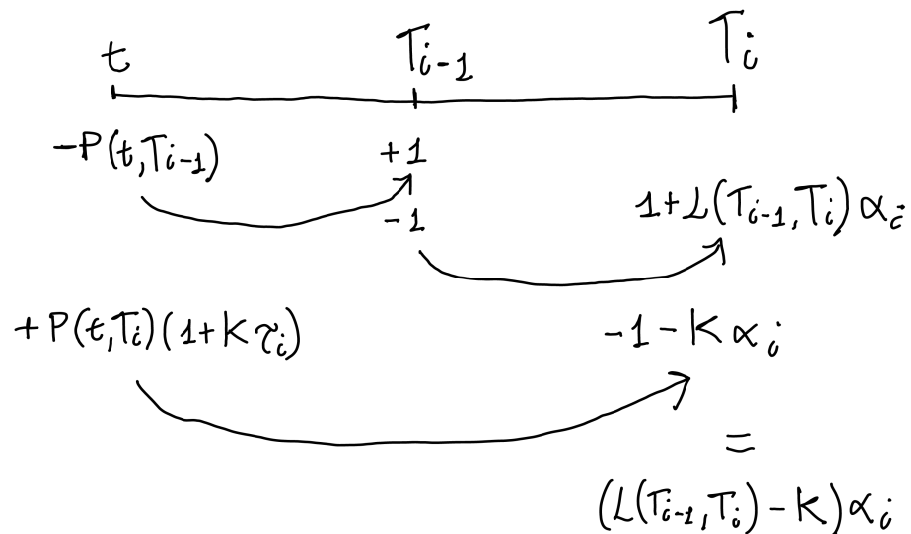 t T_{i-1} T_i
-P(t,T_{i-1}) +1
-1 1+L(T_{i-1},T_i)α_i
+P(t,T_i)(1+Kτ_i) -1-Kα_i
=
(L(T_{i-1},T_i)-K)α_i